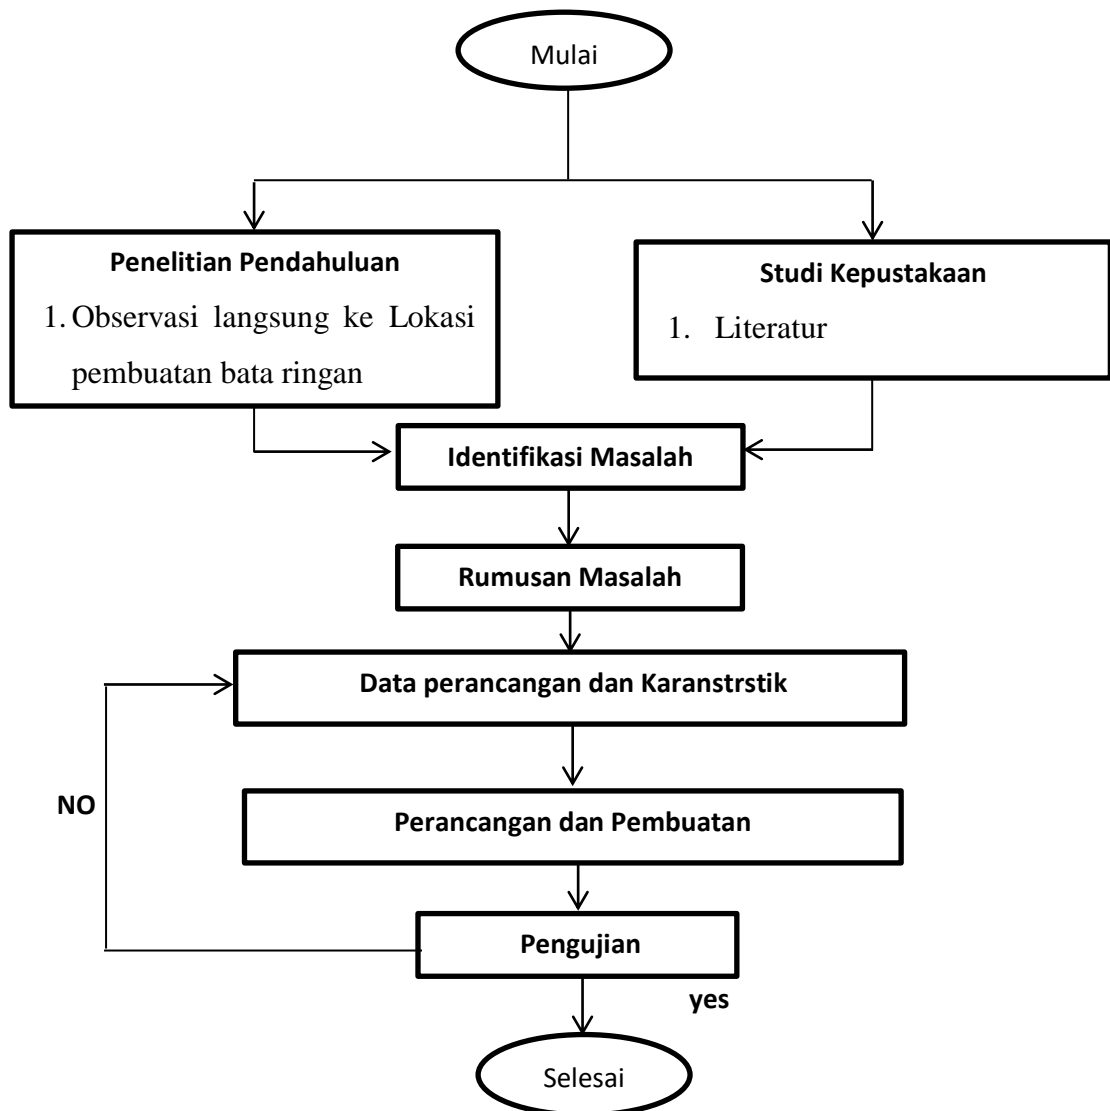 Mulai
Penelitian Pendahuluan
1. Observasi langsung ke Lokasi
pembuatan bata ringan
Studi Kepustakaan
1. Literatur
Identifikasi Masalah
Rumusan Masalah
Data perancangan dan Karanstrstik
NO
Perancangan dan Pembuatan
Pengujian
yes
Selesai